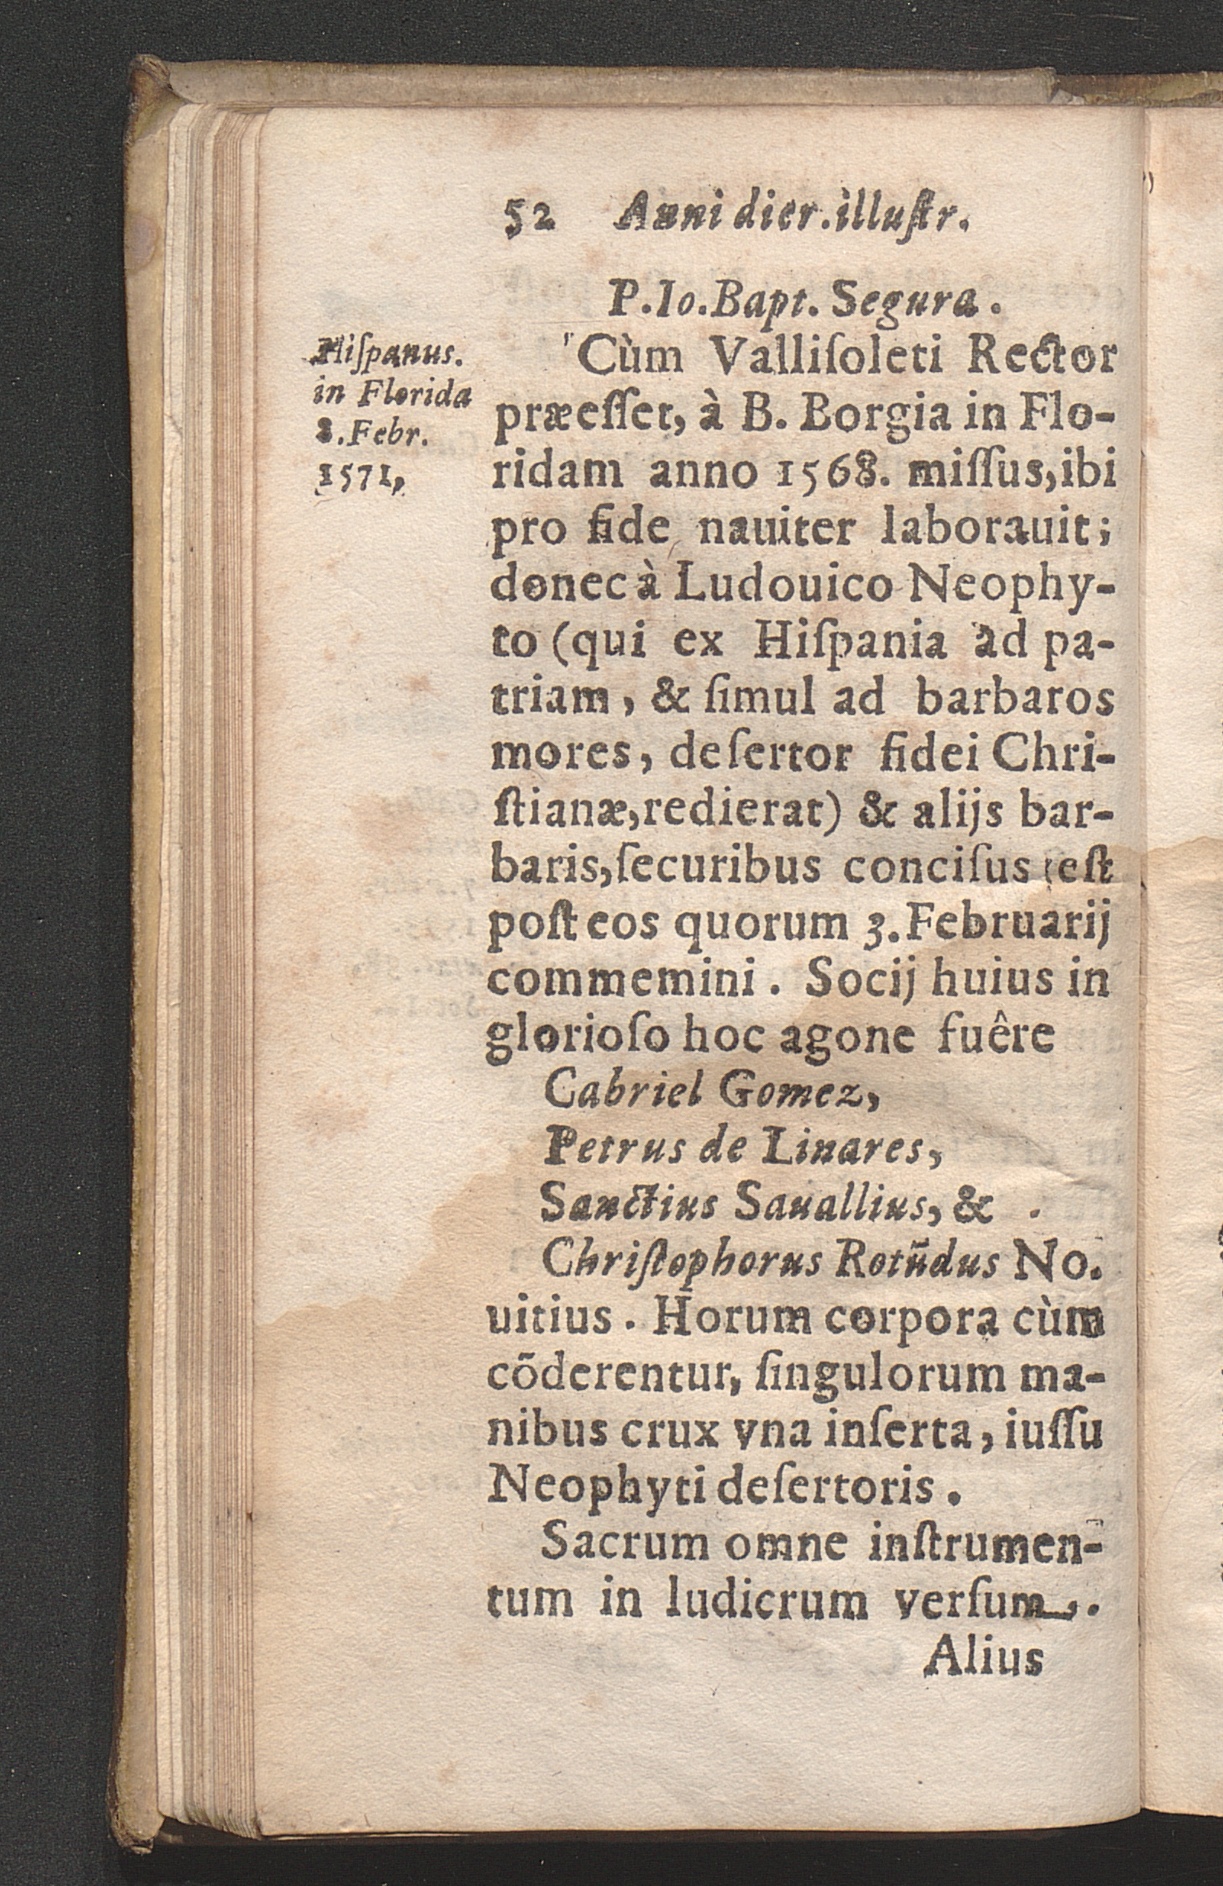 52 Anni dier.illuſtr.
P.Io.Bapt. Segura.
Hiſpanus.
in Florida
8.Febr.
1571,
Cùm Valliſoleti Rector
præeſſet, à B. Borgia in Flo-
ridam anno 1568. miſſus,ibi
pro fide nauiter laborauit;
donec à Ludouico Neophy-
to (qui ex Hiſpania ad pa-
triam, & ſimul ad barbaros
mores, deſertor fidei Chri-
ſtianæ,redierat) & alijs bar-
baris,ſecuribus conciſus eſt
poſt eos quorum 3.Februarij
commemini. Socij huius in
glorioſo hoc agone fuêre
Gabriel Gomez,
Petrus de Linares,
Sanctius Sauallius, &
Chriſtophorus Rotũdus No.
uitius. Horum corpora cùm
cõderentur, ſingulorum ma-
nibus crux vna inſerta, iuſſu
Neophyti deſertoris.
Sacrum omne inſtrumen-
tum in ludicrum verſum.
Alius